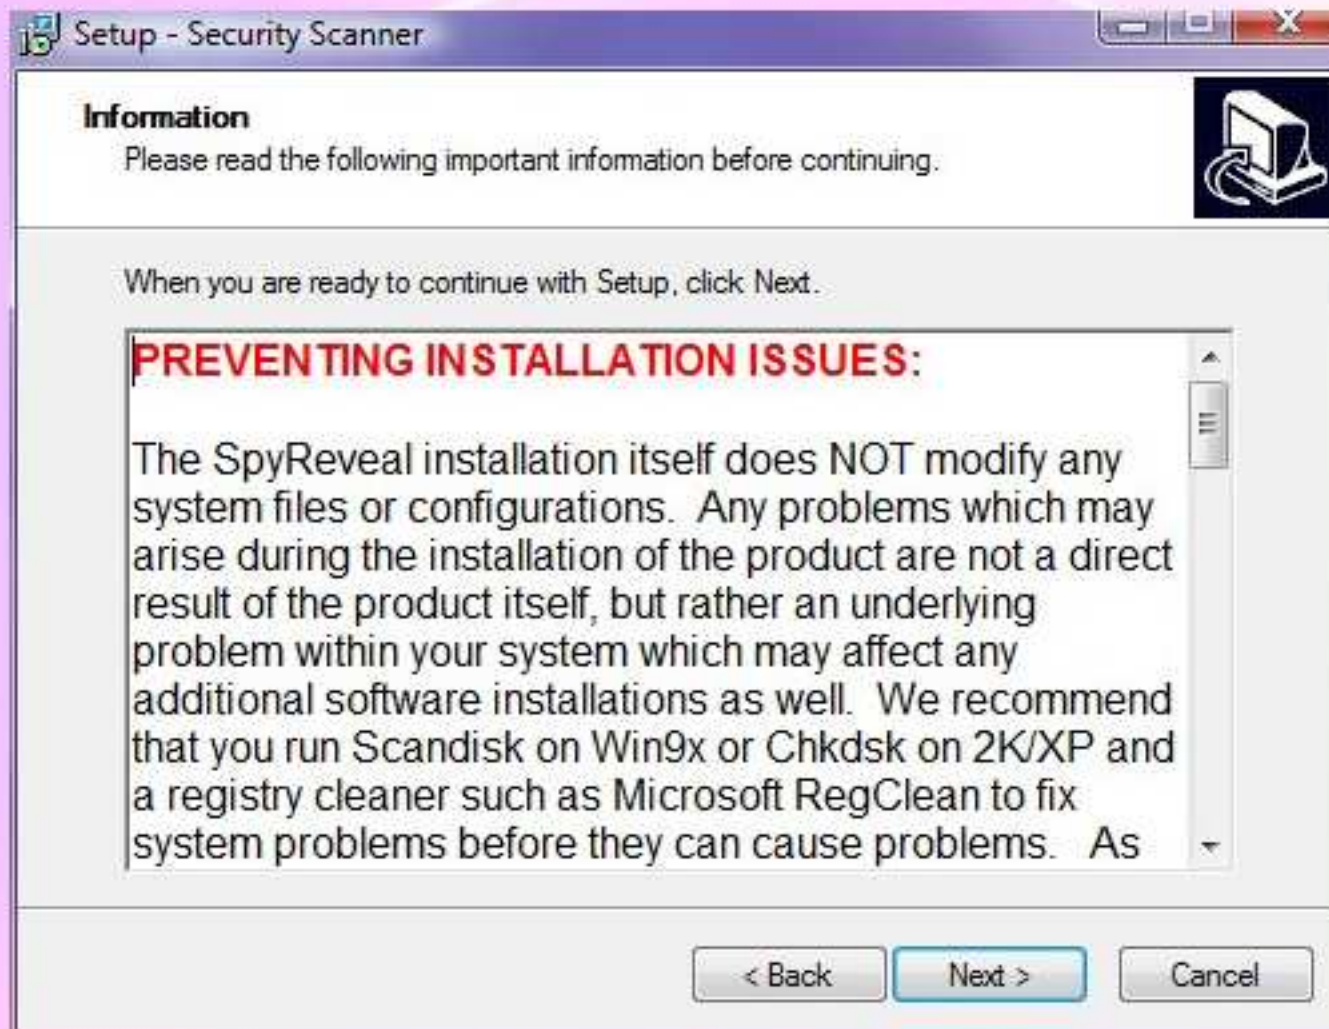 Setup - Security Scanner
Information
Please read the following important information before continuing.
When you are ready to continue with Setup, click Next.
PREVENTING INSTALLATION ISSUES:
The SpyReveal installation itself does NOT modify any
system files or configurations.  Any problems which may
arise during the installation of the product are not a direct
result of the product itself, but rather an underlying
problem within your system which may affect any
additional software installations as well.  We recommend
that you run Scandisk on Win9x or Chkdsk on 2K/XP and
a registry cleaner such as Microsoft RegClean to fix
system problems before they can cause problems.   As
< Back
Next >
Cancel